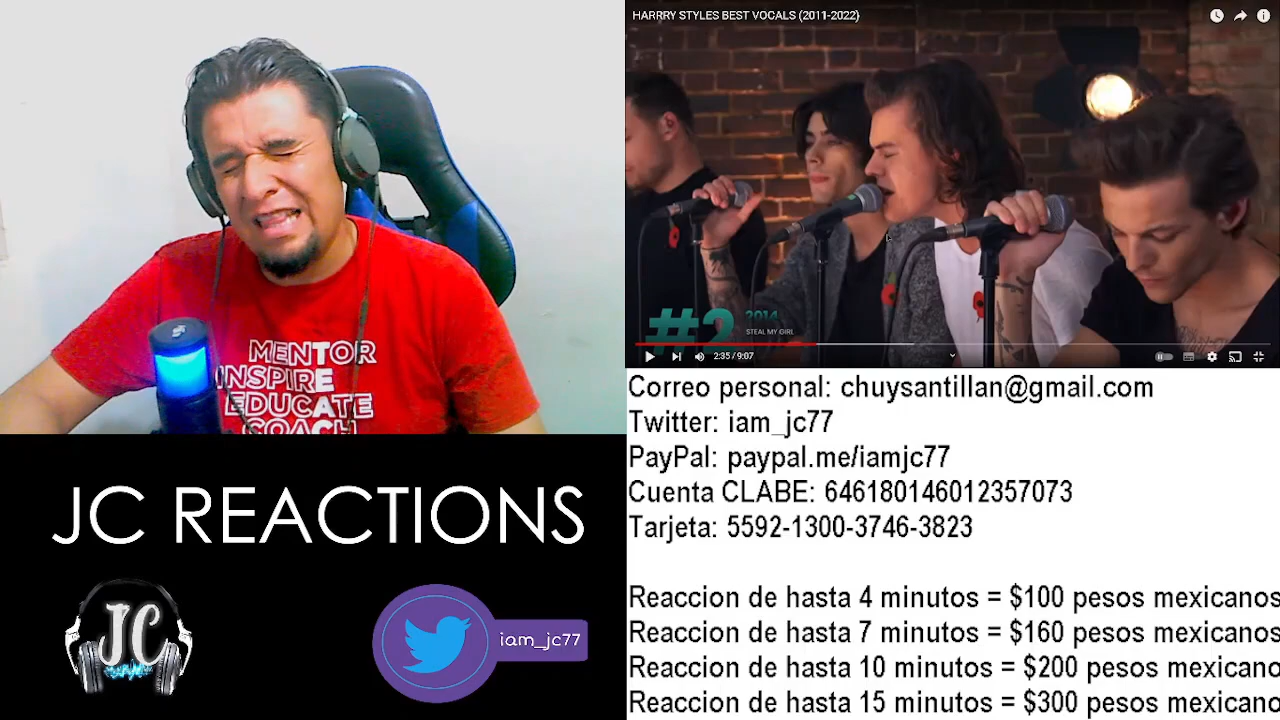 HARRRY STYLES BEST VOCALS (2011-2022)
MENTOR
INSPIRE
EDUCATE
COACH
#2 2014
STEAL MY GIRL
2:35 / 9:07
Correo personal: chuysantillan@gmail.com
Twitter: iam_jc77
PayPal: paypal.me/iamjc77
Cuenta CLABE: 646180146012357073
Tarjeta: 5592-1300-3746-3823
JC REACTIONS
JC
iam_jc77
Reaccion de hasta 4 minutos = $100 pesos mexicanos
Reaccion de hasta 7 minutos = $160 pesos mexicanos
Reaccion de hasta 10 minutos = $200 pesos mexicano
Reaccion de hasta 15 minutos = $300 pesos mexicano